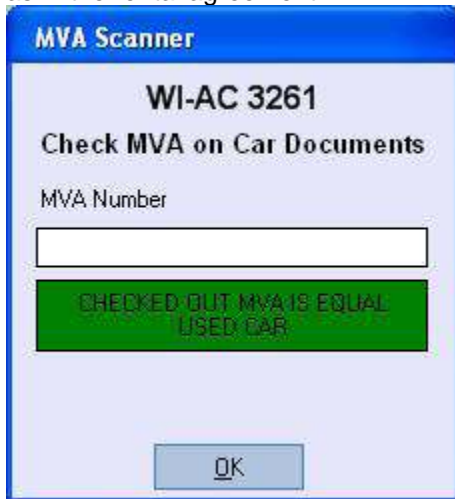 MVA Scanner
WI-AC 3261
Check MVA on Car Documents
MVA Number
CHECKED OUT MVA IS EQUAL
USED CAR
OK